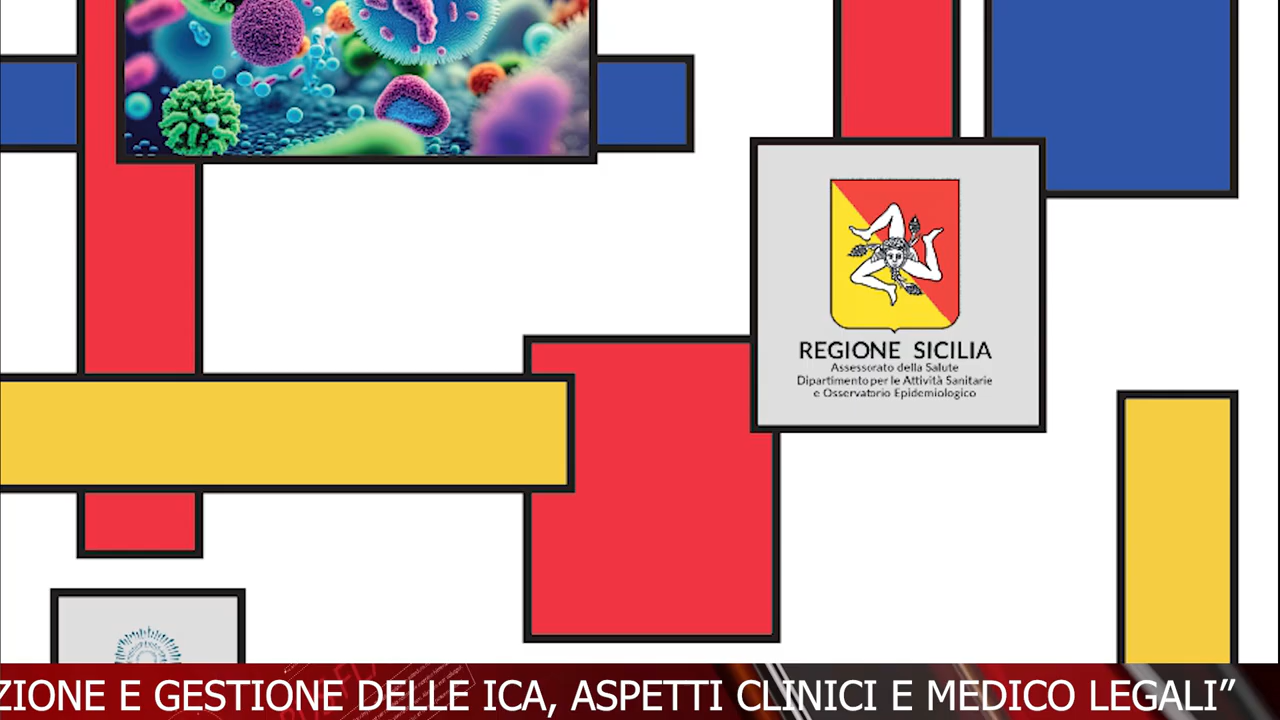 REGIONE SICILIA
Assessorato della Salute
Dipartimento per le Attività Sanitarie
e Osservatorio Epidemiologico
ZIONE E GESTIONE DELLE ICA, ASPETTI CLINICI E MEDICO LEGALI”